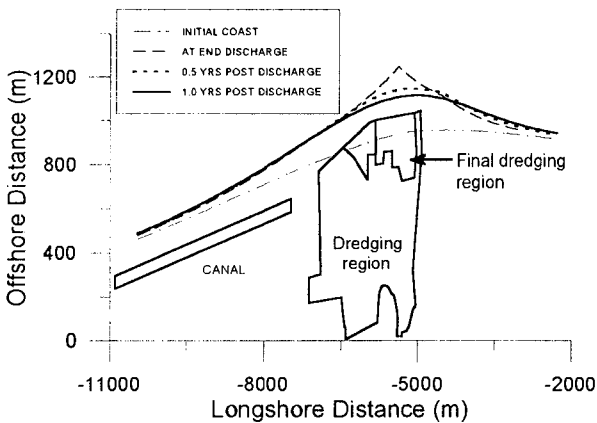 INITIAL COAST
AT END DISCHARGE
0.5 YRS POST DISCHARGE
1.0 YRS POST DISCHARGE
1200
800
400
0
Offshore Distance (m)
Final dredging
region
Dredging
region
CANAL
-11000
-8000
-5000
-2000
Longshore Distance (m)